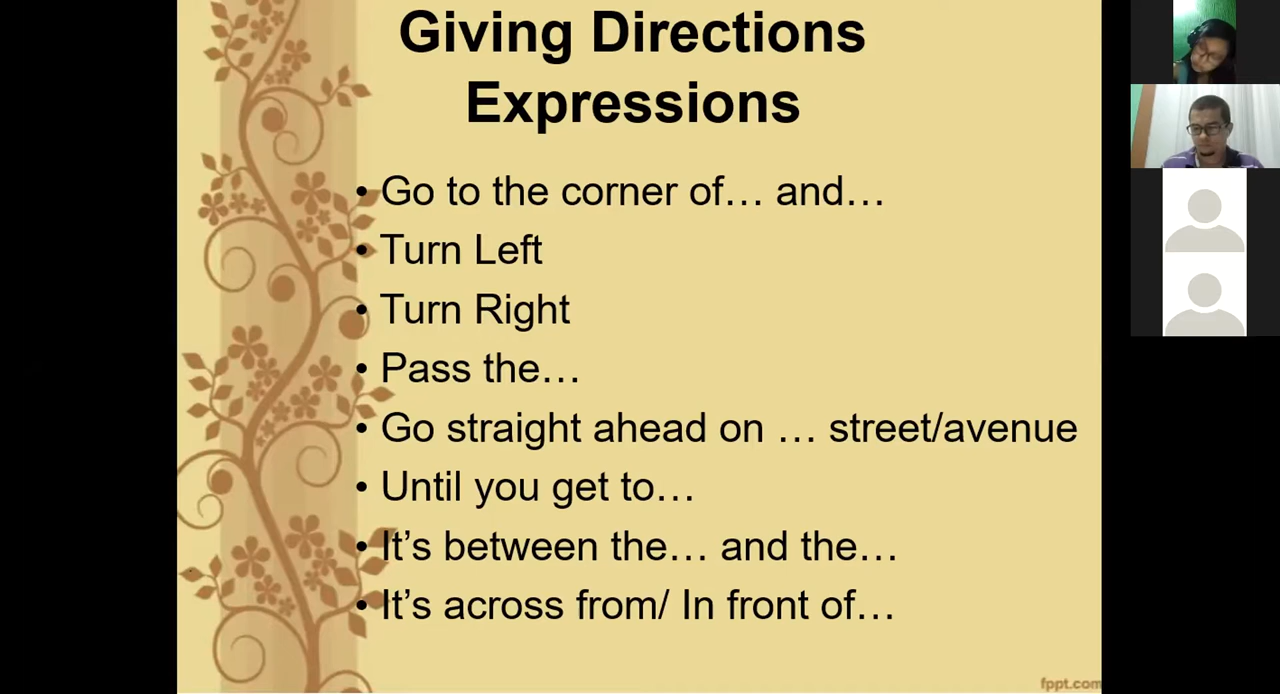 Giving Directions
Expressions
• Go to the corner of… and…
• Turn Left
• Turn Right
• Pass the…
• Go straight ahead on … street/avenue
• Until you get to…
• It’s between the… and the…
• It’s across from/ In front of…
fppt.com